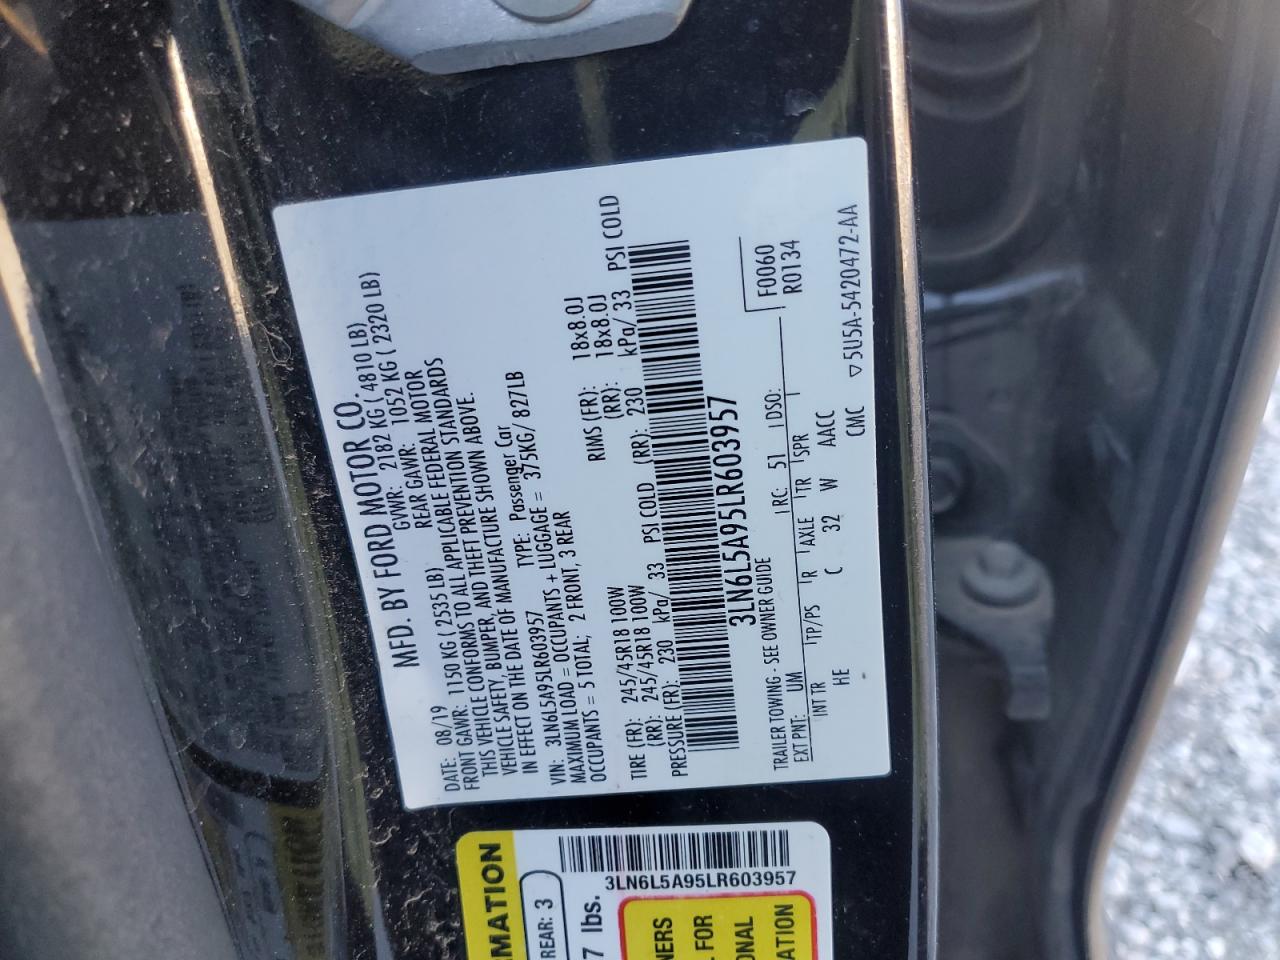 MFD. BY FORD MOTOR CO.
DATE: 08/19 GVWR: 2182 KG ( 4810 LB)
FRONT GAWR: 1150 KG ( 2535 LB) REAR GAWR: 1052 KG ( 2320 LB)
THIS VEHICLE CONFORMS TO ALL APPLICABLE FEDERAL MOTOR
VEHICLE SAFETY, BUMPER, AND THEFT PREVENTION STANDARDS
IN EFFECT ON THE DATE OF MANUFACTURE SHOWN ABOVE.
VIN: 3LN6L5A95LR603957 TYPE: Passenger Car
MAXIMUM LOAD = OCCUPANTS + LUGGAGE = 375KG/ 827LB
OCCUPANTS = 5 TOTAL; 2 FRONT, 3 REAR
TIRE (FR): 245/45R18 100W RIMS (FR): 18x8.0J
(RR): 245/45R18 100W (RR): 18x8.0J
PRESSURE (FR): 230 kPa/ 33 PSI COLD (RR): 230 kPa/ 33 PSI COLD
3LN6L5A95LR603957
F0060
R0134
TRAILER TOWING - SEE OWNER GUIDE
EXT PNT: UM RC: 51 DSO:
INT TR TP/PS R AXLE TR SPR
HE C 32 W AACC
CMC
▽5U5A-5420472-AA
3LN6L5A95LR603957
RMATION
REAR: 3
7 lbs.
NERS
L FOR
ONAL
ATION